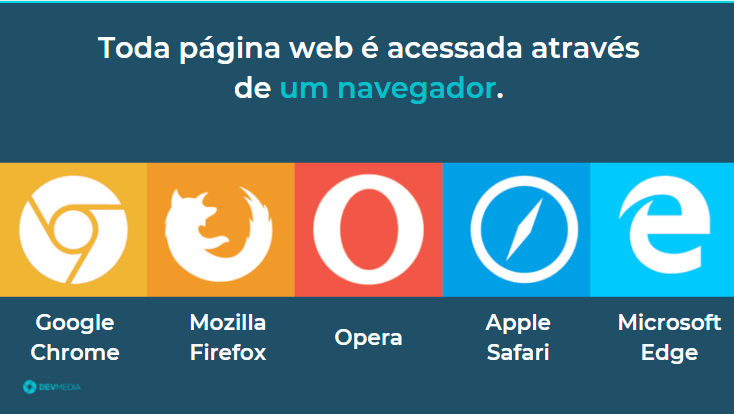 Toda página web é acessada através
de um navegador.
Google
Chrome
Mozilla
Firefox
Opera
Apple
Safari
Microsoft
Edge
DEVMEDIA